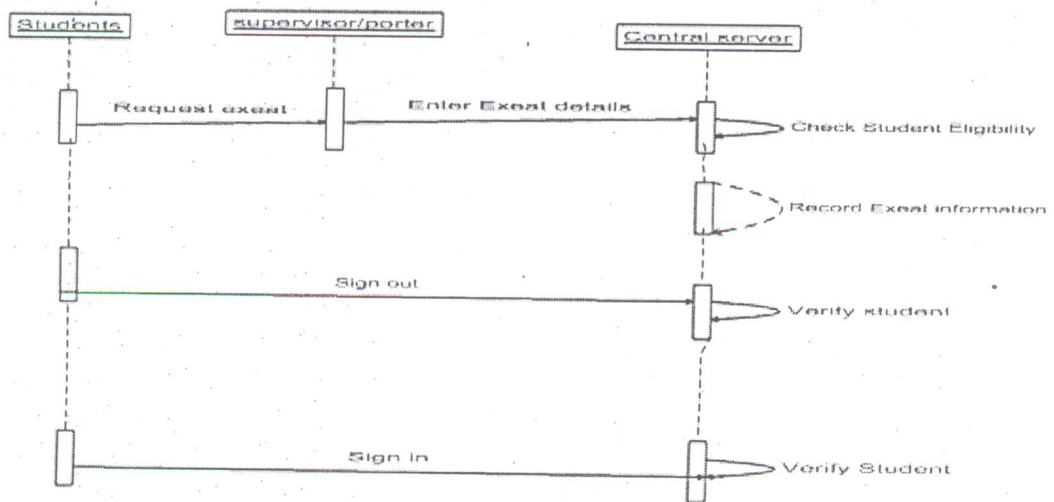 Students
supervisor/porter
Central server
Request exeat
Enter Exeat details
Check Student Eligibility
Record Exeat information
Sign out
Verify student
Sign in
Verify Student